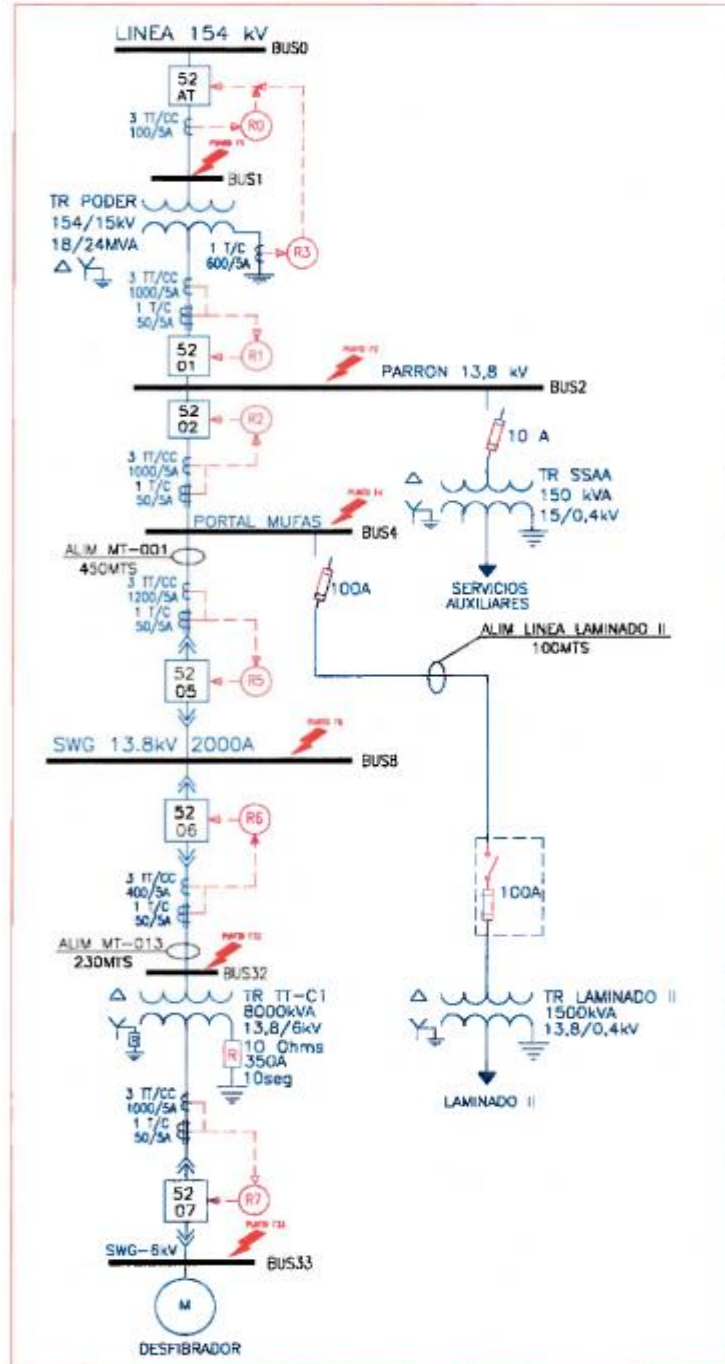 LINEA 154 kV
BUS0
52
AT
3 TT/CC
100/5A
R0
BUS1
TR PODER
154/15kV
18/24MVA
1 T/C
600/5A
R3
3 TT/CC
1000/5A
1 T/C
50/5A
52
01
R1
PARRON 13,8 kV
BUS2
52
02
R2
3 TT/CC
1000/5A
1 T/C
50/5A
10 A
TR SSAA
150 kVA
15/0,4kV
SERVICIOS
AUXILIARES
PORTAL MUFAS
BUS4
ALIM MT-001
450MTS
3 TT/CC
1200/5A
1 T/C
50/5A
100A
ALIM LINEA LAMINADO II
100MTS
52
05
R5
SWG 13.8kV 2000A
BUS8
52
06
R6
3 TT/CC
400/5A
1 T/C
50/5A
100A
ALIM MT-013
230MTS
BUS32
TR TT-C1
8000kVA
13,8/6kV
10 Ohms
350A
10seg
R
R
TR LAMINADO II
1500kVA
13,8/0,4kV
LAMINADO II
3 TT/CC
1000/5A
1 T/C
50/5A
52
07
R7
SWG-6kV
BUS33
M
DESFIBRADOR